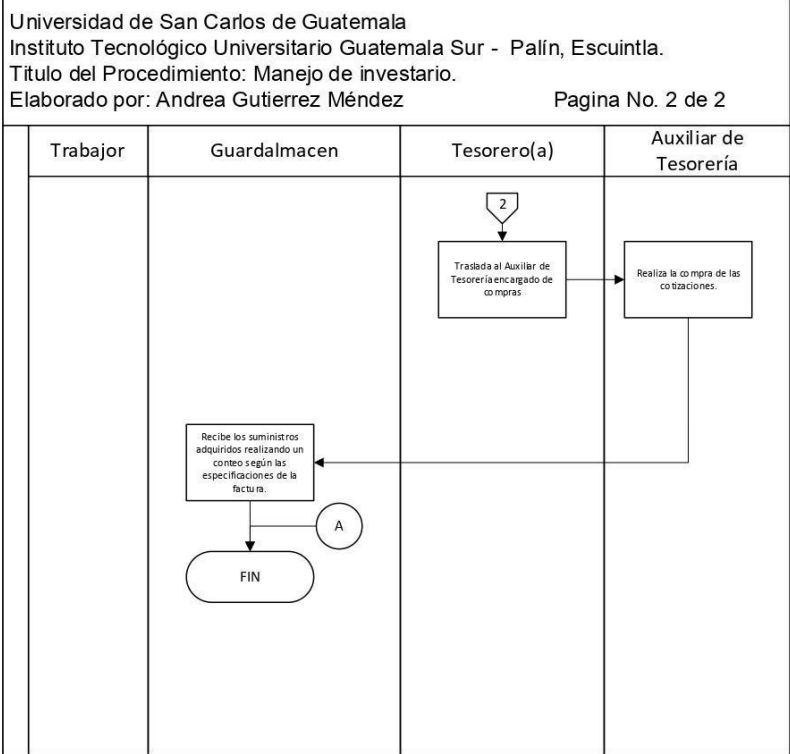 Universidad de San Carlos de Guatemala
Instituto Tecnológico Universitario Guatemala Sur - Palín, Escuintla.
Titulo del Procedimiento: Manejo de investario.
Elaborado por: Andrea Gutierrez Méndez Pagina No. 2 de 2
Trabajor
Guardalmacen
Tesorero(a)
Auxiliar de
Tesorería
2
Traslada al Auxiliar de
Tesorería encargado de
compras
Realiza la compra de las
cotizaciones.
Recibe los suministros
adquiridos realizando un
conteo según las
especificaciones de la
factura.
A
FIN